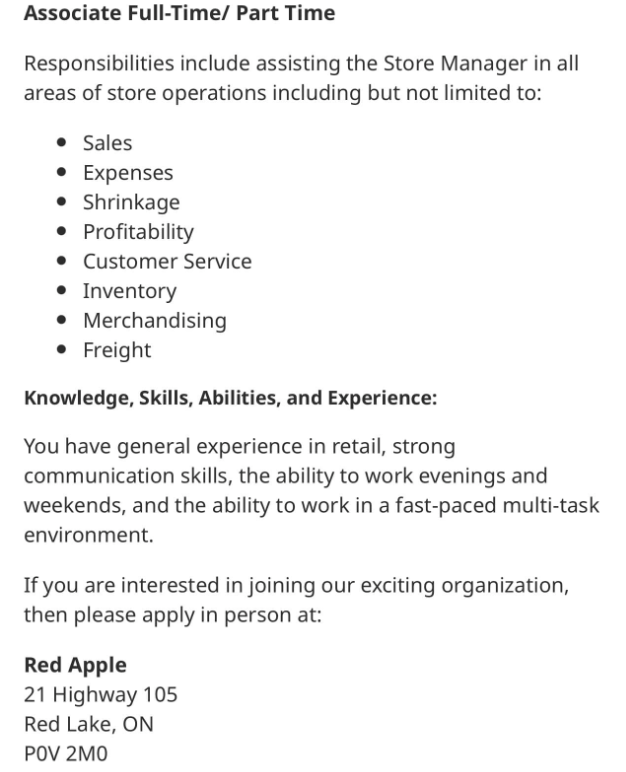 Associate Full-Time/ Part Time
Responsibilities include assisting the Store Manager in all
areas of store operations including but not limited to:
• Sales
• Expenses
• Shrinkage
• Profitability
• Customer Service
• Inventory
• Merchandising
• Freight
Knowledge, Skills, Abilities, and Experience:
You have general experience in retail, strong
communication skills, the ability to work evenings and
weekends, and the ability to work in a fast-paced multi-task
environment.
If you are interested in joining our exciting organization,
then please apply in person at:
Red Apple
21 Highway 105
Red Lake, ON
P0V 2M0